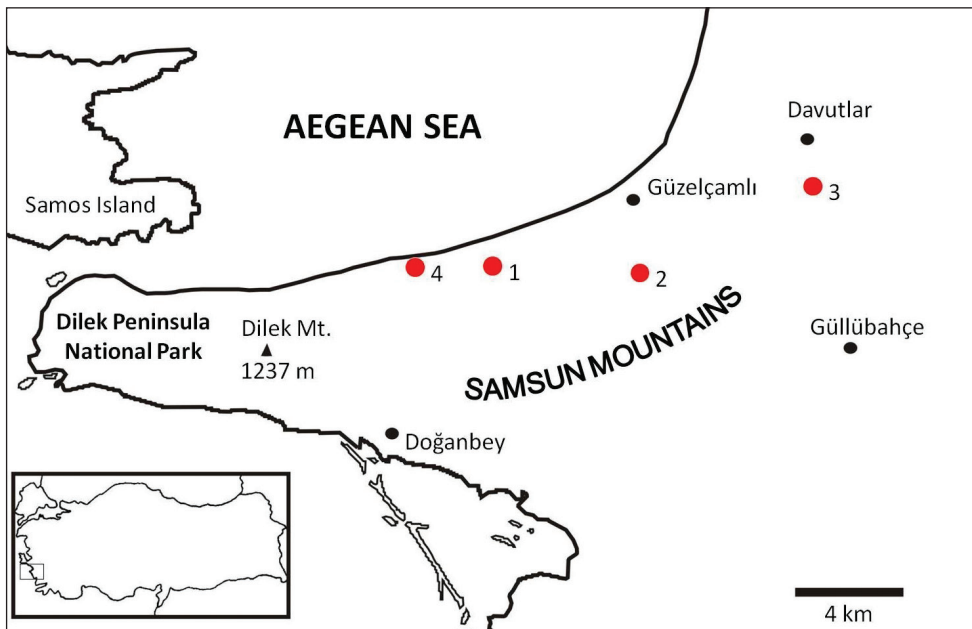 AEGEAN SEA
Davutlar
3
Güzelçamlı
Samos Island
4
1
2
Dilek Peninsula
National Park
Dilek Mt.
1237 m
SAMSUN MOUNTAINS
Güllübahçe
Doğanbey
4 km